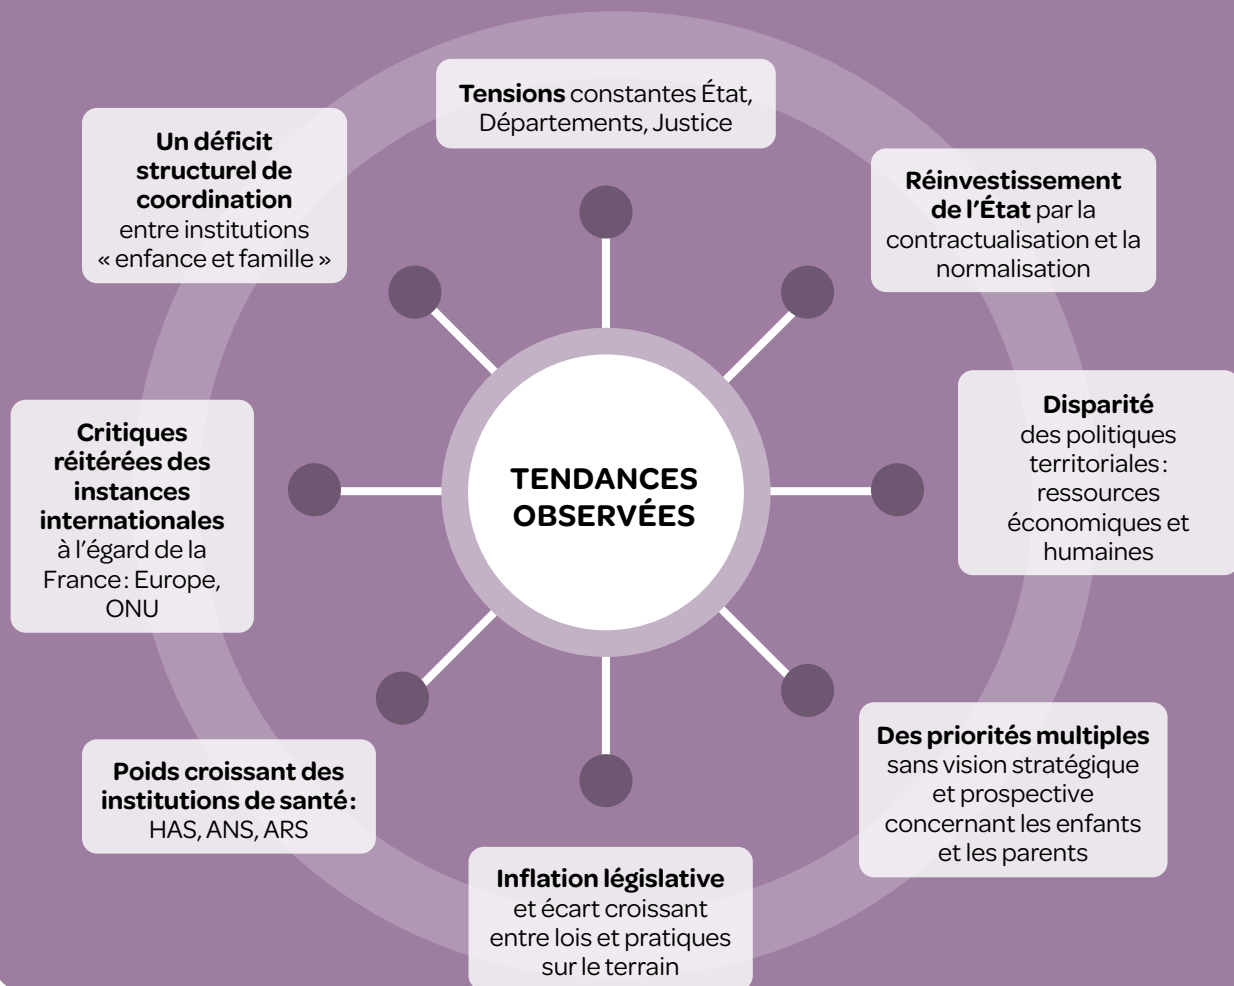 Tensions constantes État,
Départements, Justice
Un déficit
structurel de
coordination
entre institutions
« enfance et famille »
Réinvestissement
de l’État par la
contractualisation et la
normalisation
Disparité
des politiques
territoriales :
ressources
économiques et
humaines
Critiques
réitérées des
instances
internationales
à l’égard de la
France : Europe,
ONU
TENDANCES
OBSERVÉES
Des priorités multiples
sans vision stratégique
et prospective
concernant les enfants
et les parents
Poids croissant des
institutions de santé :
HAS, ANS, ARS
Inflation législative
et écart croissant
entre lois et pratiques
sur le terrain